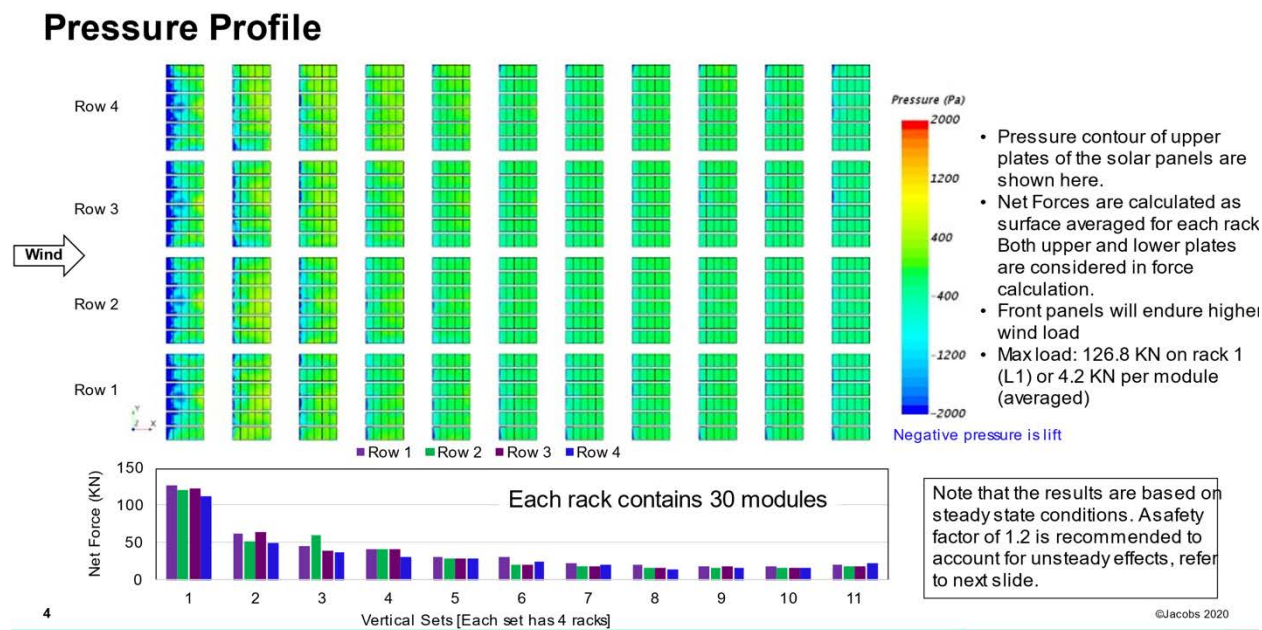 Pressure Profile
Row 4
Row 3
Wind
Row 2
Row 1
Y
Z X
Pressure (Pa)
2000
1200
400
-400
-1200
-2000
Negative pressure is lift
• Pressure contour of upper
plates of the solar panels are
shown here.
• Net Forces are calculated as
surface averaged for each rack
Both upper and lower plates
are considered in force
calculation.
• Front panels will endure higher
wind load
• Max load: 126.8 KN on rack 1
(L1) or 4.2 KN per module
(averaged)
Row 1 Row 2 Row 3 Row 4
Net Force (KN)
150
100
50
0
Each rack contains 30 modules
1 2 3 4 5 6 7 8 9 10 11
Vertical Sets [Each set has 4 racks]
Note that the results are based on
steady state conditions. A safety
factor of 1.2 is recommended to
account for unsteady effects, refer
to next slide.
4
©Jacobs 2020